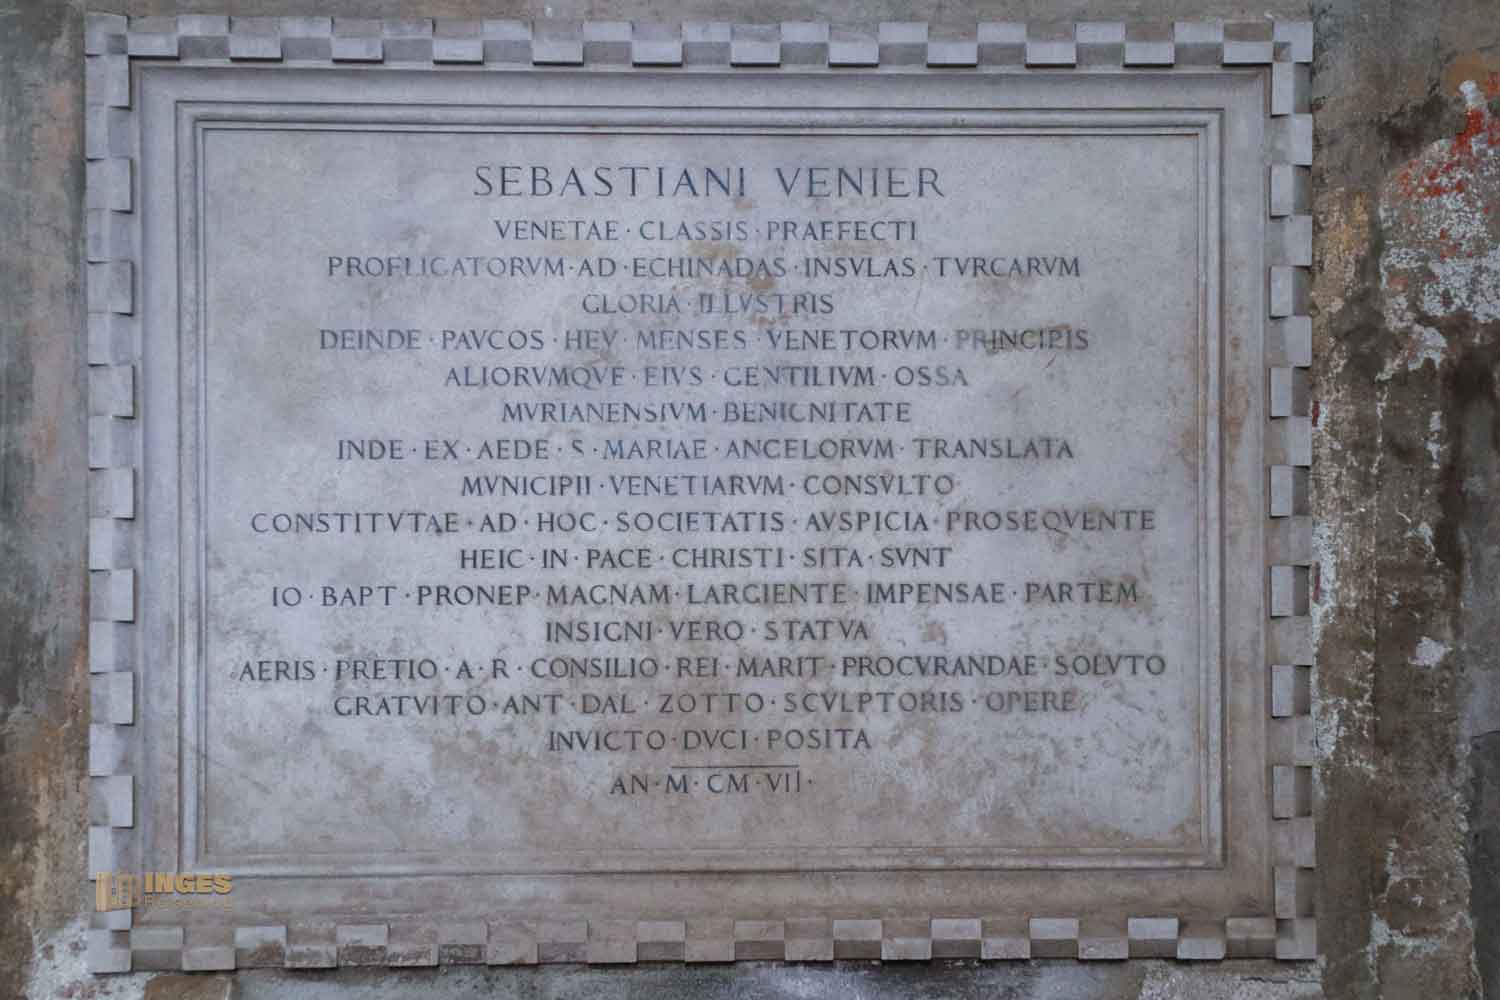 SEBASTIANI VENIER
VENETAE · CLASSIS · PRAEFECTI
PROFLIGATORVM · AD · ECHINADAS · INSVLAS · TVRCARVM
GLORIA · ILLVSTRIS
DEINDE · PAVCOS · HEV · MENSES · VENETORVM · PRINCIPIS
ALIORVMQVE · EIVS · GENTILIVM · OSSA
MVRIANENSIVM · BENIGNITATE
INDE · EX · AEDE · S · MARIAE · ANGELORVM · TRANSLATA
MVNICIPII · VENETIARVM · CONSVLTO
CONSTITVTAE · AD · HOC · SOCIETATIS · AVSPICIA · PROSEQVENTE
HEIC · IN · PACE · CHRISTI · SITA · SVNT
IO · BAPT · PRONEP · MAGNAM · LARGIENTE · IMPENSAE · PARTEM
INSIGNI · VERO · STATVA
AERIS · PRETIO · A · R · CONSILIO · REI · MARIT · PROCVRANDAE · SOLVTO
GRATVITO · ANT · DAL · ZOTTO · SCVLPTORIS · OPERE
INVICTO · DVCI · POSITA
AN · M · CM · VII ·
INGES